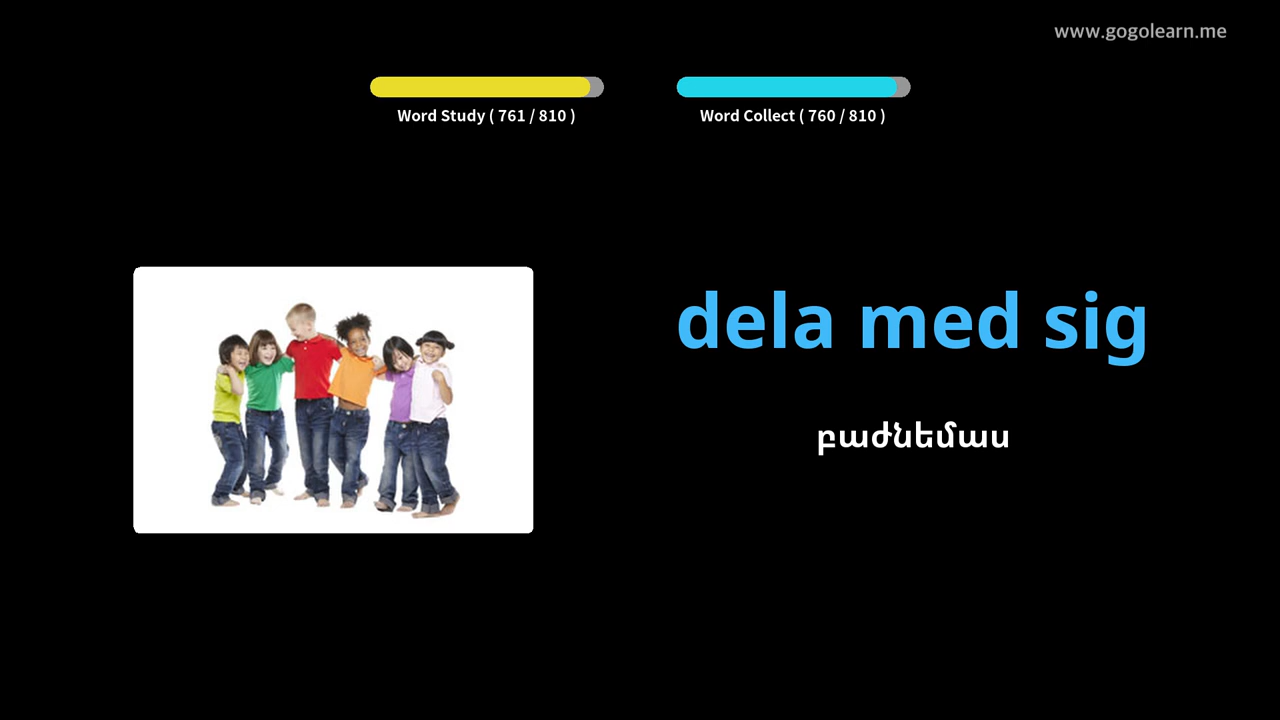 www.gogolearn.me
Word Study ( 761 / 810 )
Word Collect ( 760 / 810 )
dela med sig
բաժնեմաս